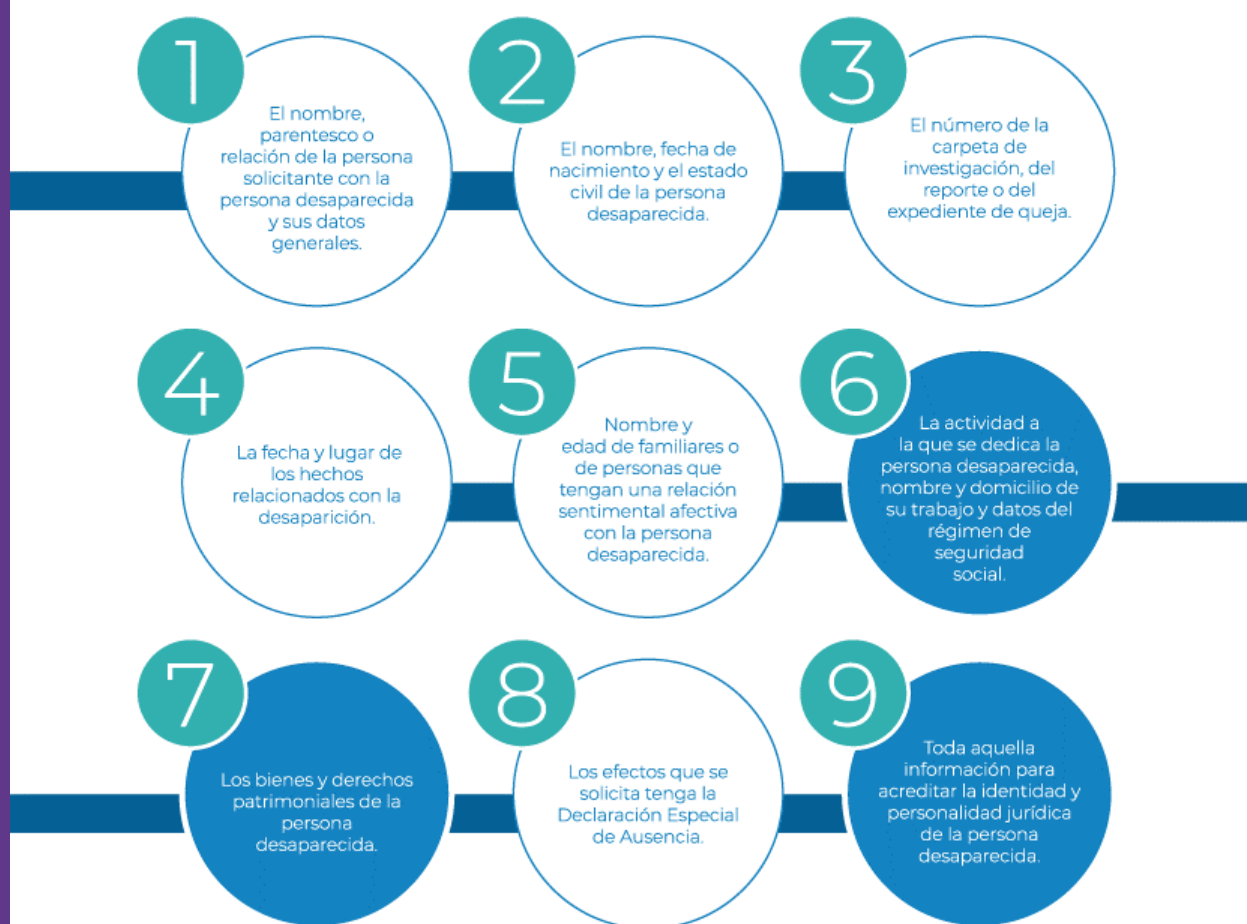 1
El nombre,
parentesco o
relación de la persona
solicitante con la
persona desaparecida
y sus datos
generales.
2
El nombre, fecha de
nacimiento y el estado
civil de la persona
desaparecida.
3
El número de la
carpeta de
investigación, del
reporte o del
expediente de queja.
4
La fecha y lugar de
los hechos
relacionados con la
desaparición.
5
Nombre y
edad de familiares o
de personas que
tengan una relación
sentimental afectiva
con la persona
desaparecida.
6
La actividad a
la que se dedica la
persona desaparecida,
nombre y domicilio de
su trabajo y datos del
régimen de
seguridad
social.
7
Los bienes y derechos
patrimoniales de la
persona
desaparecida.
8
Los efectos que se
solicita tenga la
Declaración Especial
de Ausencia.
9
Toda aquella
información para
acreditar la identidad y
personalidad jurídica
de la persona
desaparecida.